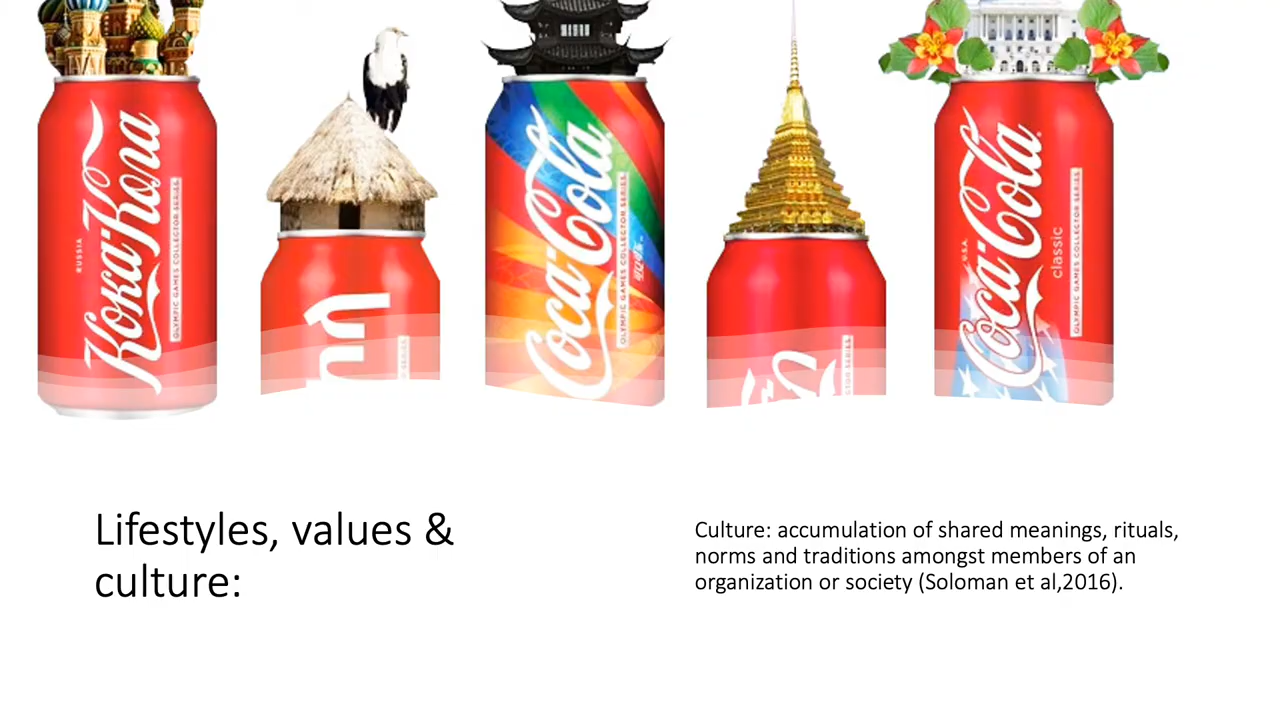 Кока-Кола
RUSSIA
OLYMPIC GAMES COLLECTOR SERIES
Coca-Cola
OLYMPIC GAMES COLLECTOR SERIES
Coca-Cola
U.S.A.
classic
OLYMPIC GAMES COLLECTOR SERIES
Lifestyles, values &
culture:
Culture: accumulation of shared meanings, rituals,
norms and traditions amongst members of an
organization or society (Soloman et al,2016).